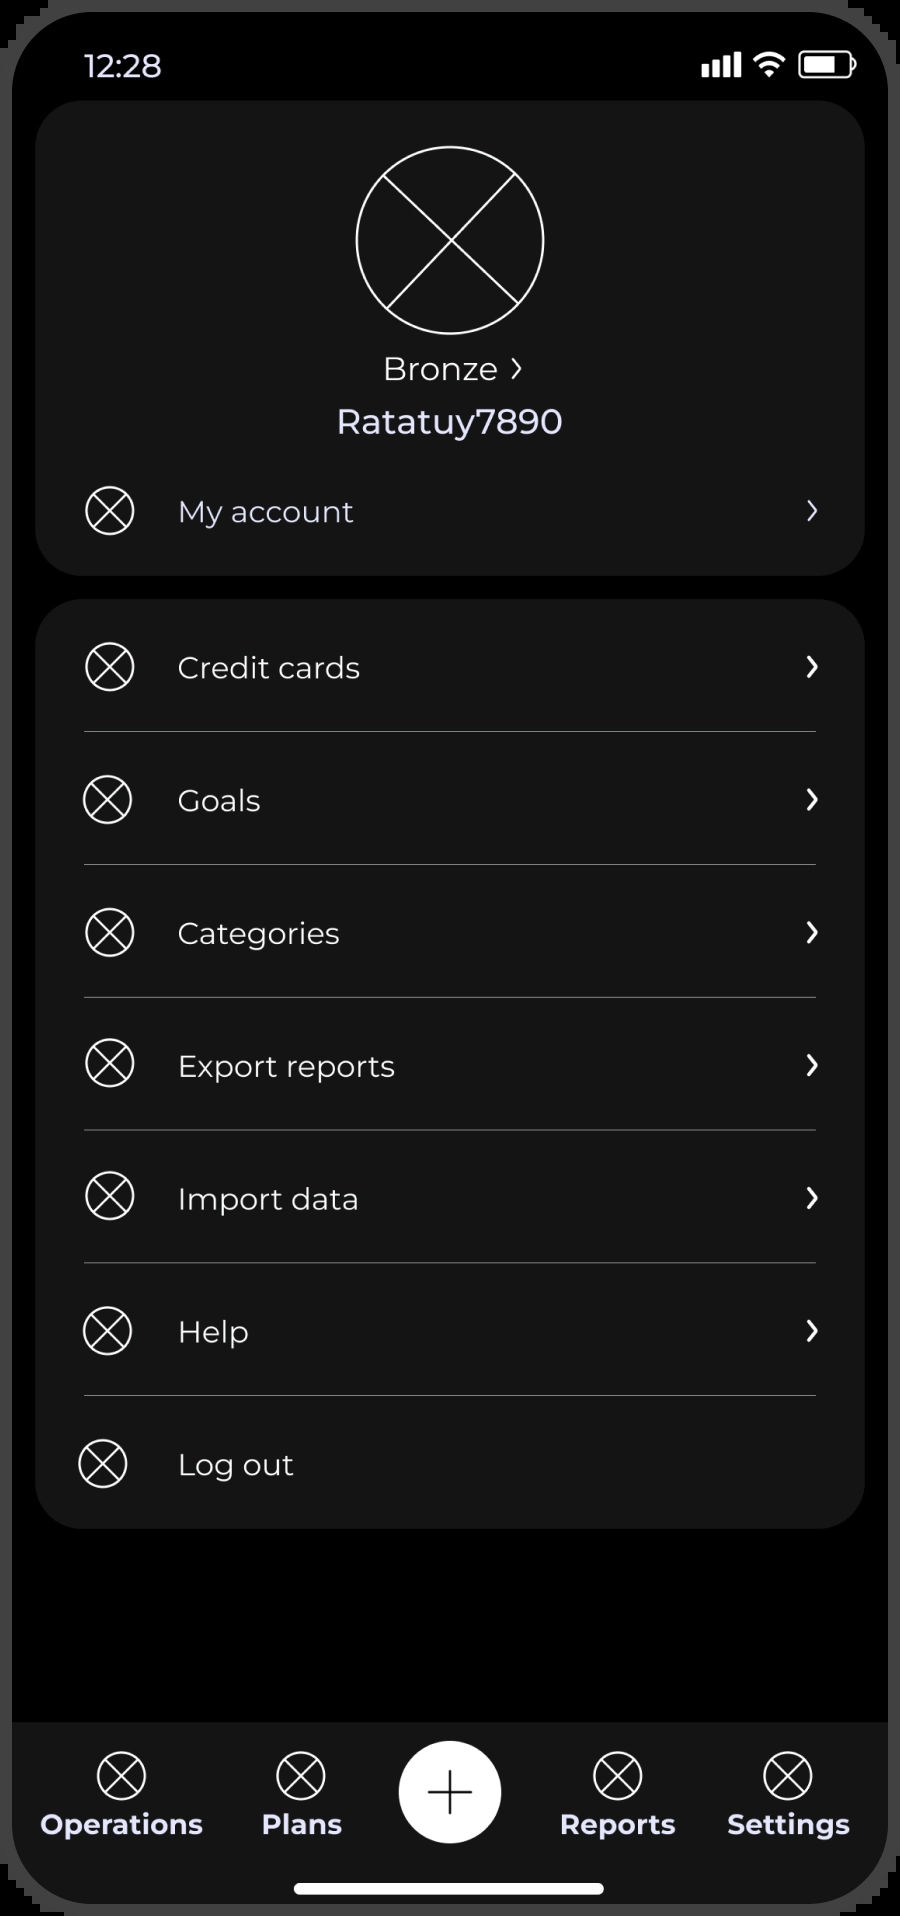 12:28
Bronze
Ratatuy7890
My account
Credit cards
Goals
Categories
Export reports
Import data
Help
Log out
Operations Plans Reports Settings